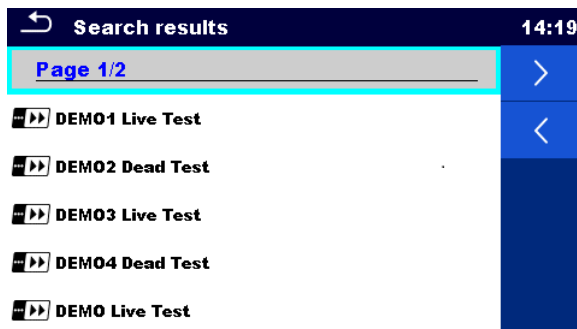 Search results
14:19
Page 1/2
DEMO1 Live Test
DEMO2 Dead Test
DEMO3 Live Test
DEMO4 Dead Test
DEMO Live Test